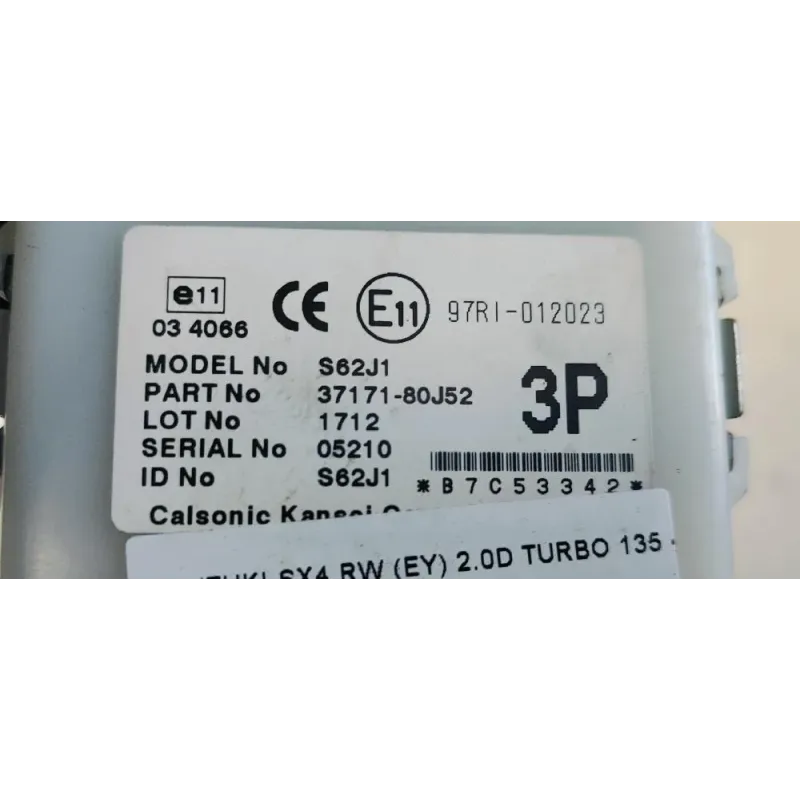 e11 CE E11 97RI-012023
03 4066
MODEL No S62J1
PART No 37171-80J52
LOT No 1712
SERIAL No 05210
ID No S62J1
3P
*B7C53342*
Calsonic Kansei
SX4 RW (EY) 2.0D TURBO 135